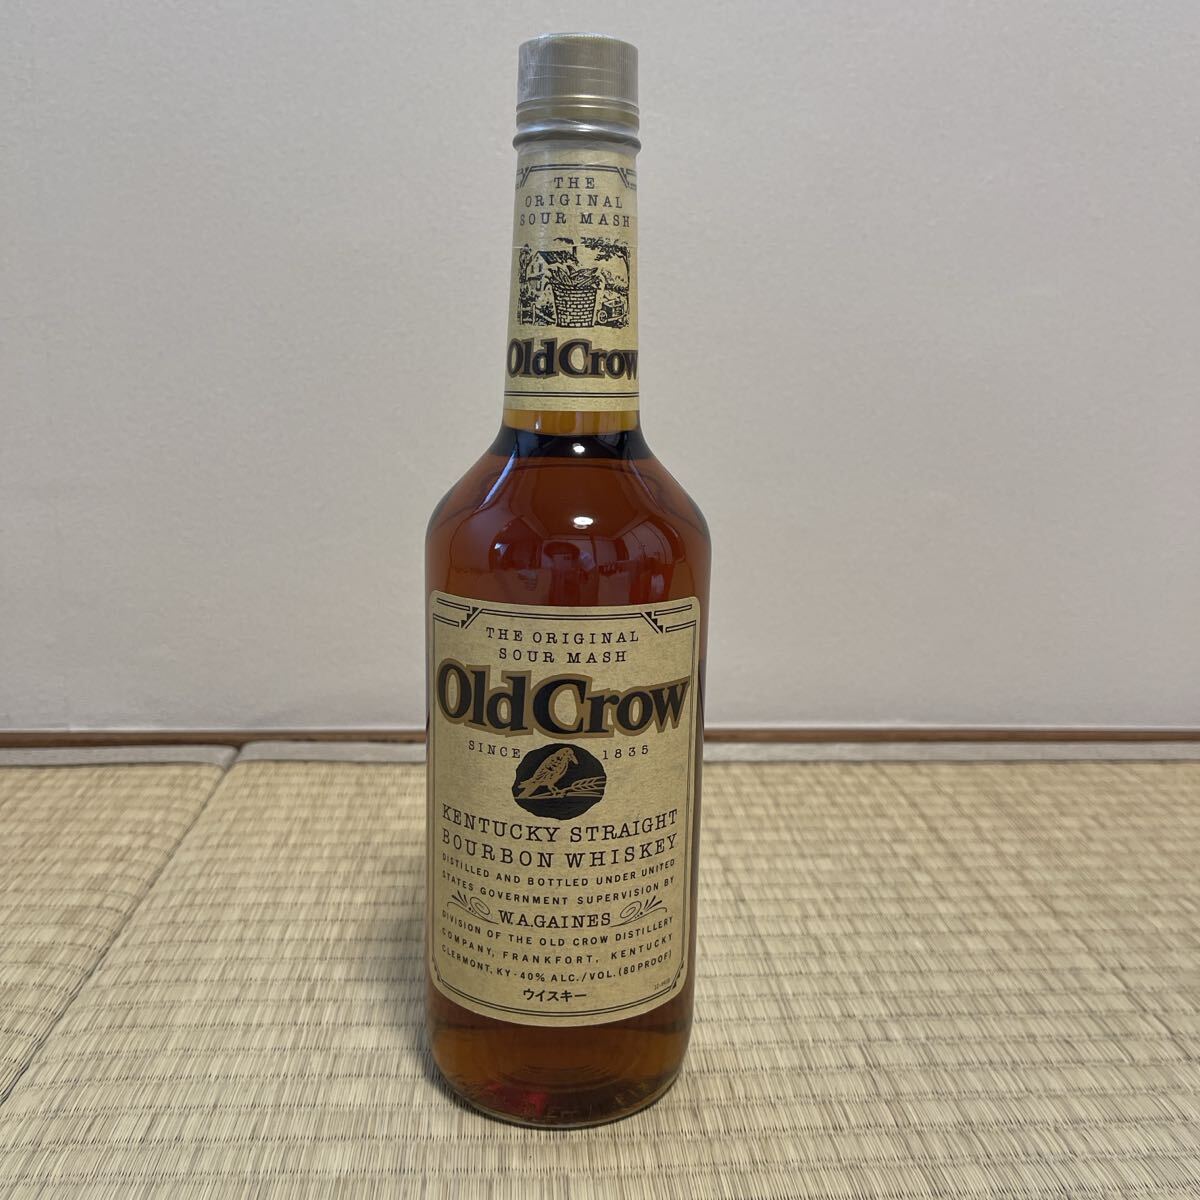 THE
ORIGINAL
SOUR MASH
Old Crow
THE ORIGINAL
SOUR MASH
Old Crow
SINCE 1835
KENTUCKY STRAIGHT
BOURBON WHISKEY
DISTILLED AND BOTTLED UNDER UNITED
STATES GOVERNMENT SUPERVISION BY
W.A.GAINES
DIVISION OF THE OLD CROW DISTILLERY
COMPANY, FRANKFORT, KENTUCKY
CLERMONT, KY-40% ALC./VOL.(80 PROOF)
ウイスキー